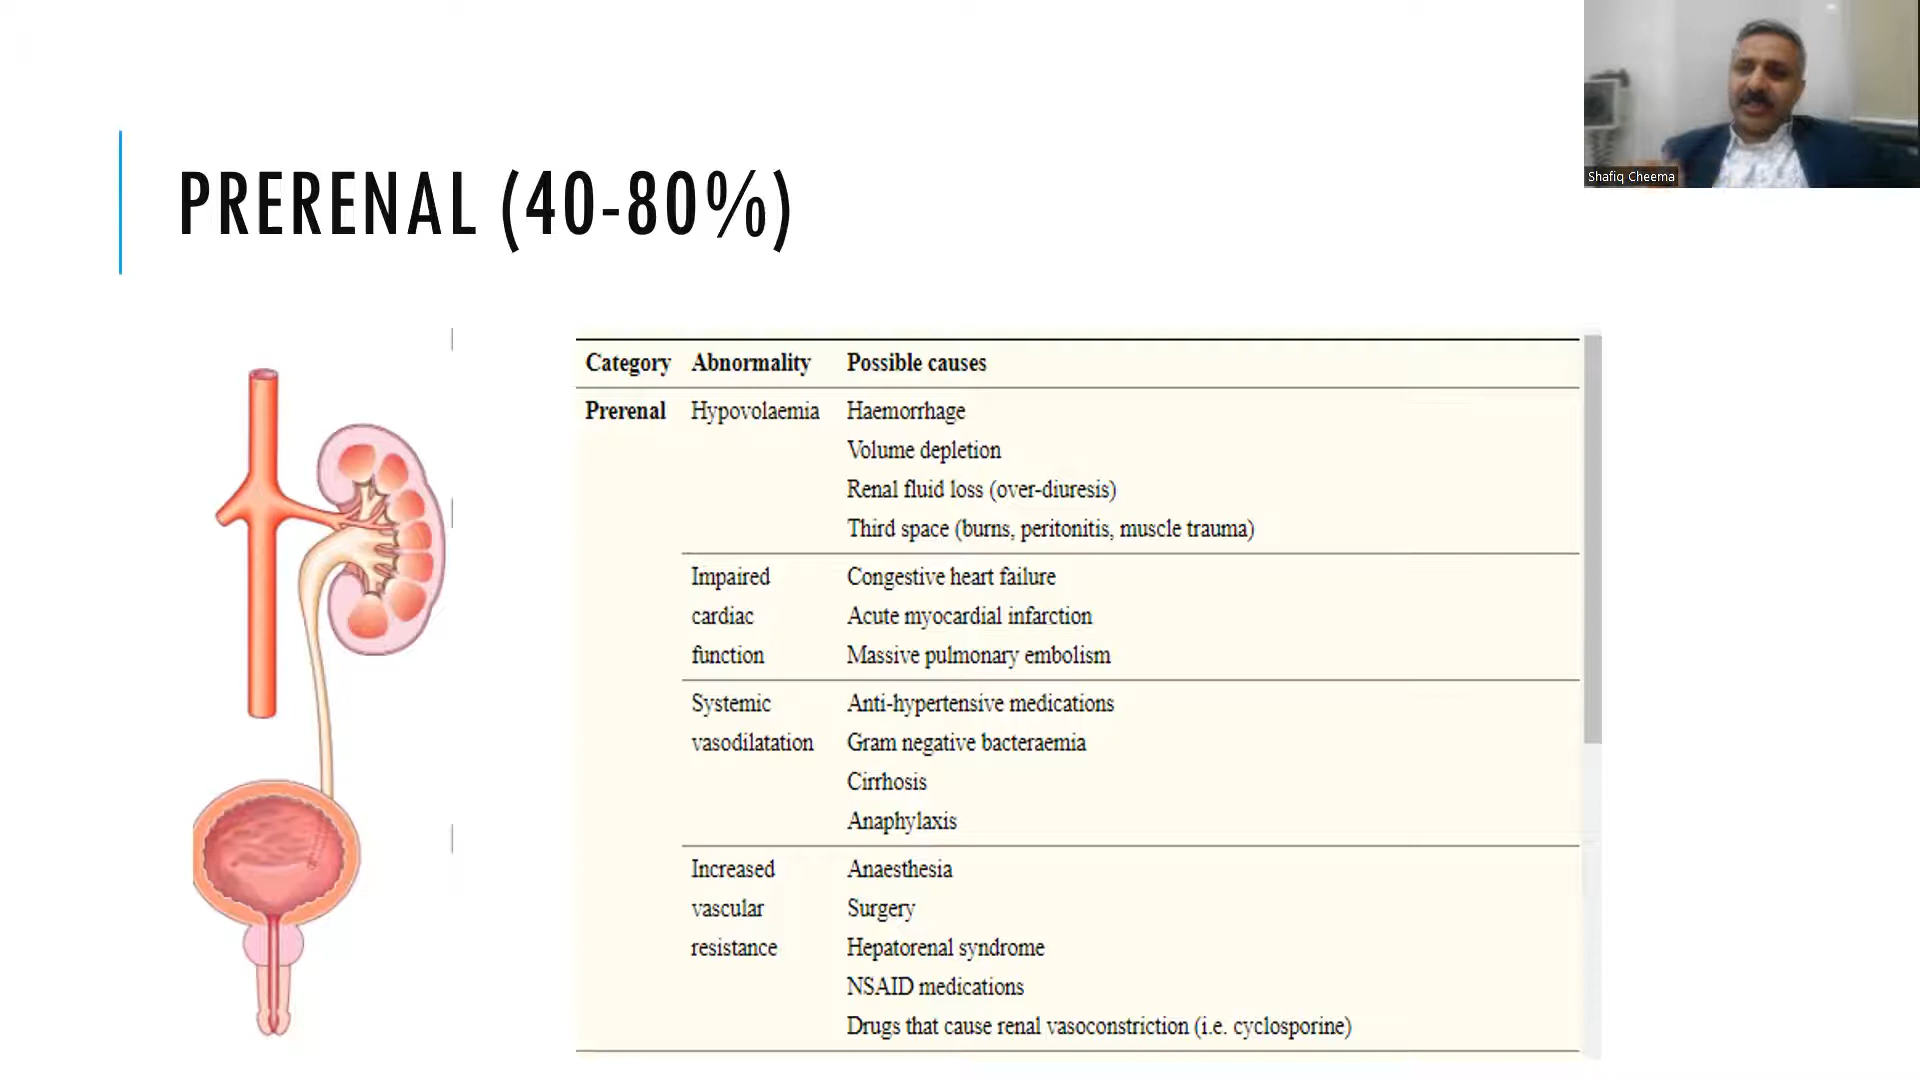 Shafiq Cheema
PRERENAL (40-80%)
Category Abnormality Possible causes
Prerenal Hypovolaemia Haemorrhage
Volume depletion
Renal fluid loss (over-diuresis)
Third space (burns, peritonitis, muscle trauma)
Impaired Congestive heart failure
cardiac Acute myocardial infarction
function Massive pulmonary embolism
Systemic Anti-hypertensive medications
vasodilatation Gram negative bacteraemia
Cirrhosis
Anaphylaxis
Increased Anaesthesia
vascular Surgery
resistance Hepatorenal syndrome
NSAID medications
Drugs that cause renal vasoconstriction (i.e. cyclosporine)